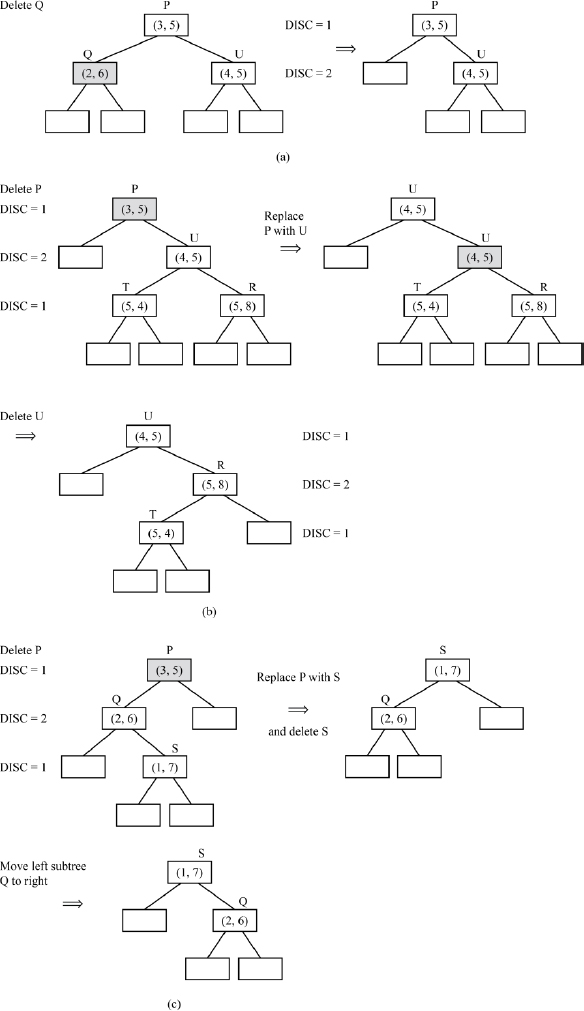 Delete Q
P
(3, 5)
DISC = 1
⇒
P
(3, 5)
Q
(2, 6)
U
(4, 5)
DISC = 2
U
(4, 5)
(a)
Delete P
P
U
DISC = 1
(3, 5)
Replace
P with U
⇒
(4, 5)
DISC = 2
U
(4, 5)
U
(4, 5)
DISC = 1
T
(5, 4)
R
(5, 8)
T
(5, 4)
R
(5, 8)
Delete U
⇒
U
(4, 5)
DISC = 1
R
(5, 8)
DISC = 2
T
(5, 4)
DISC = 1
(b)
Delete P
P
S
DISC = 1
(3, 5)
Replace P with S
⇒
and delete S
(1, 7)
DISC = 2
Q
(2, 6)
Q
(2, 6)
DISC = 1
S
(1, 7)
Move left subtree
Q to right
⇒
S
(1, 7)
Q
(2, 6)
(c)